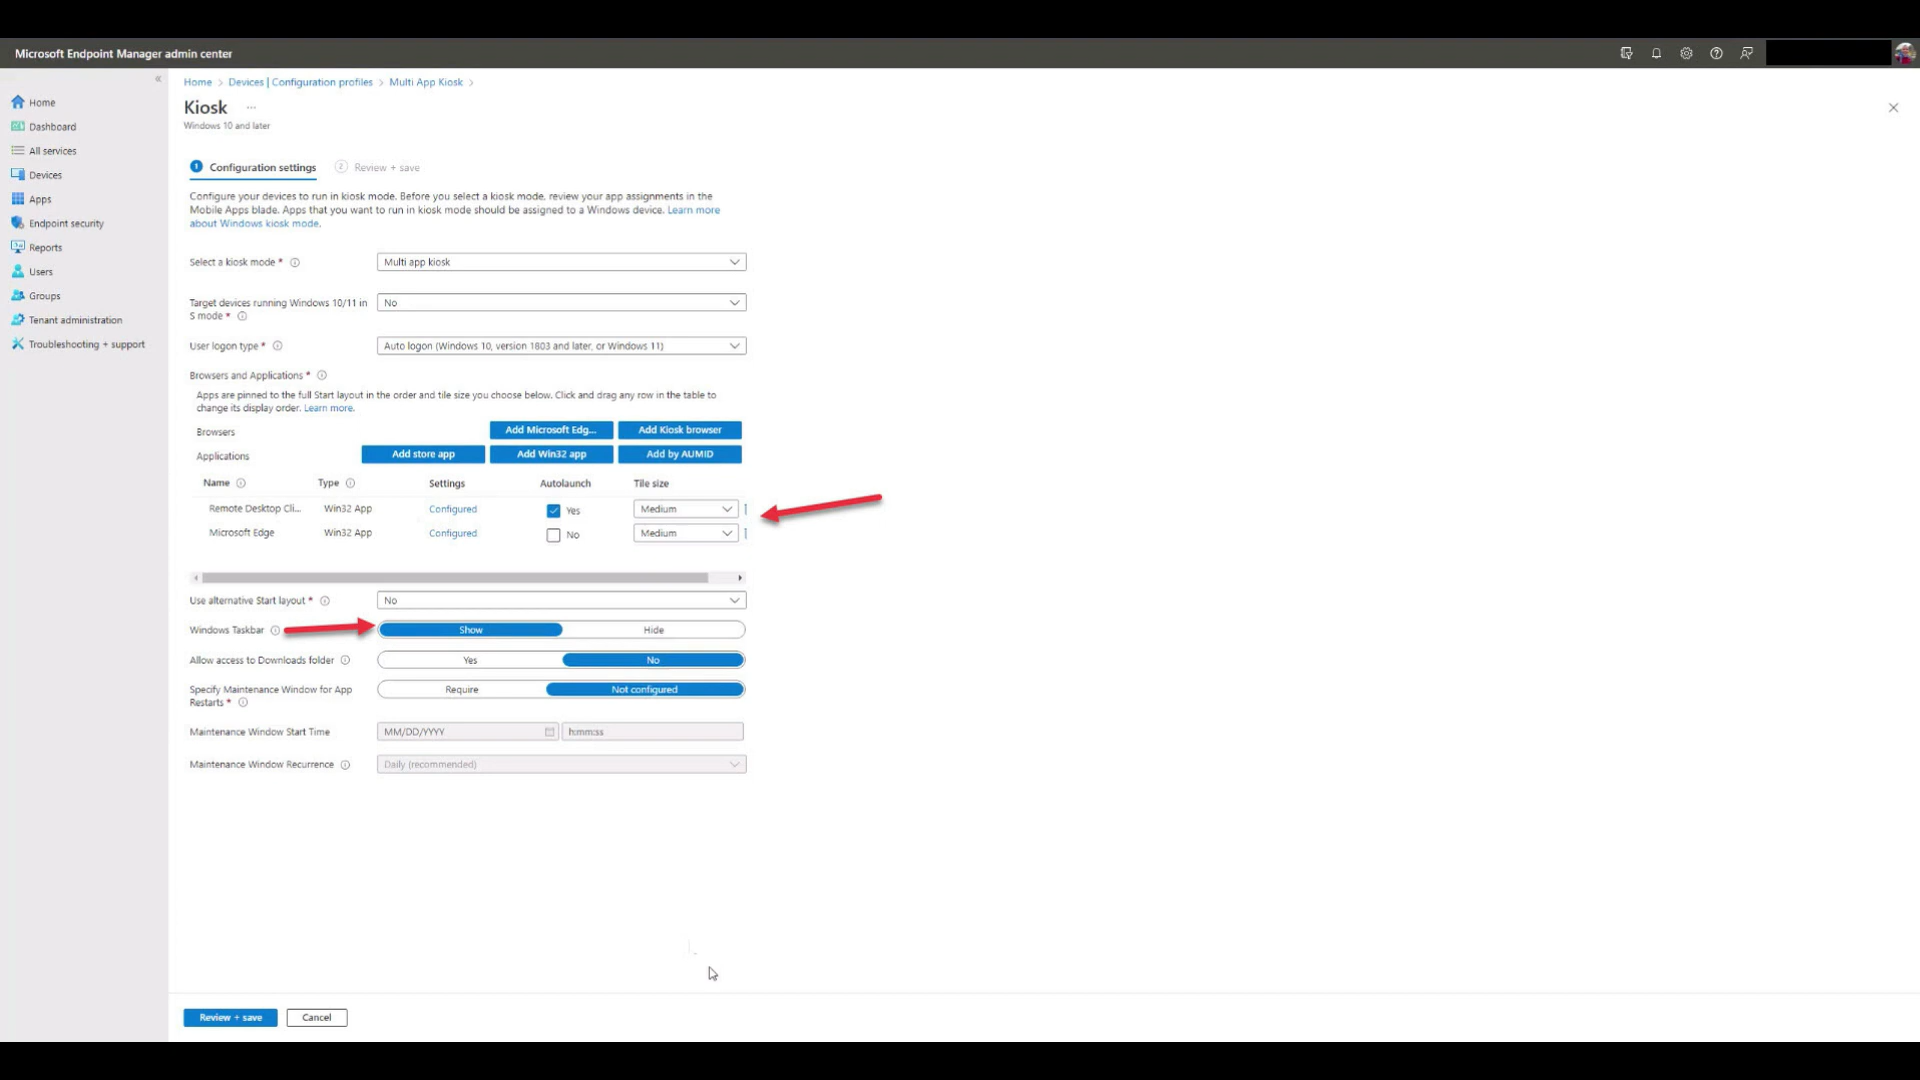 Microsoft Endpoint Manager admin center
Home > Devices | Configuration profiles > Multi App Kiosk >
Kiosk ...
Windows 10 and later
Home
Dashboard
All services
Devices
Apps
Endpoint security
Reports
Users
Groups
Tenant administration
Troubleshooting + support
1 Configuration settings 2 Review + save
Configure your devices to run in kiosk mode. Before you select a kiosk mode, review your app assignments in the
Mobile Apps blade. Apps that you want to run in kiosk mode should be assigned to a Windows device. Learn more
about Windows kiosk mode.
Select a kiosk mode * Multi app kiosk
Target devices running Windows 10/11 in
S mode * No
User logon type * Auto logon (Windows 10, version 1803 and later, or Windows 11)
Browsers and Applications *
Apps are pinned to the full Start layout in the order and tile size you choose below. Click and drag any row in the table to
change its display order. Learn more.
Browsers Add Microsoft Edg... Add Kiosk browser
Applications Add store app Add Win32 app Add by AUMID
Name Type Settings Autolaunch Tile size
Remote Desktop Cli... Win32 App Configured Yes Medium
Microsoft Edge Win32 App Configured No Medium
Use alternative Start layout * No
Windows Taskbar Show Hide
Allow access to Downloads folder Yes No
Specify Maintenance Window for App
Restarts * Require Not configured
Maintenance Window Start Time MM/DD/YYYY h:mm:ss
Maintenance Window Recurrence Daily (recommended)
Review + save Cancel